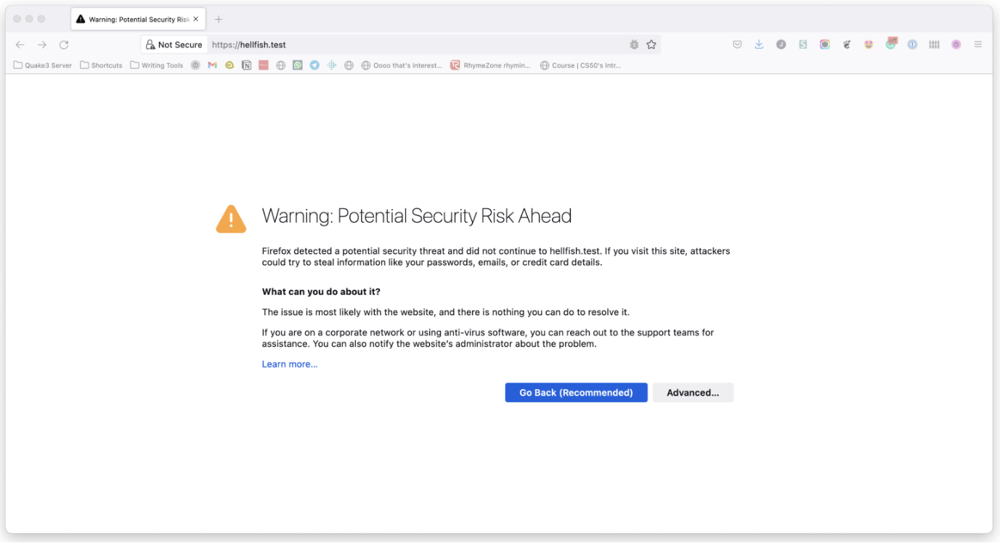 Warning: Potential Security Risk
Not Secure https://hellfish.test
Quake3 Server Shortcuts Writing Tools Oooo that's interest... RhymeZone rhymin... Course | CS50's Intr...
Warning: Potential Security Risk Ahead
Firefox detected a potential security threat and did not continue to hellfish.test. If you visit this site, attackers
could try to steal information like your passwords, emails, or credit card details.
What can you do about it?
The issue is most likely with the website, and there is nothing you can do to resolve it.
If you are on a corporate network or using anti-virus software, you can reach out to the support teams for
assistance. You can also notify the website's administrator about the problem.
Learn more...
Go Back (Recommended) Advanced...